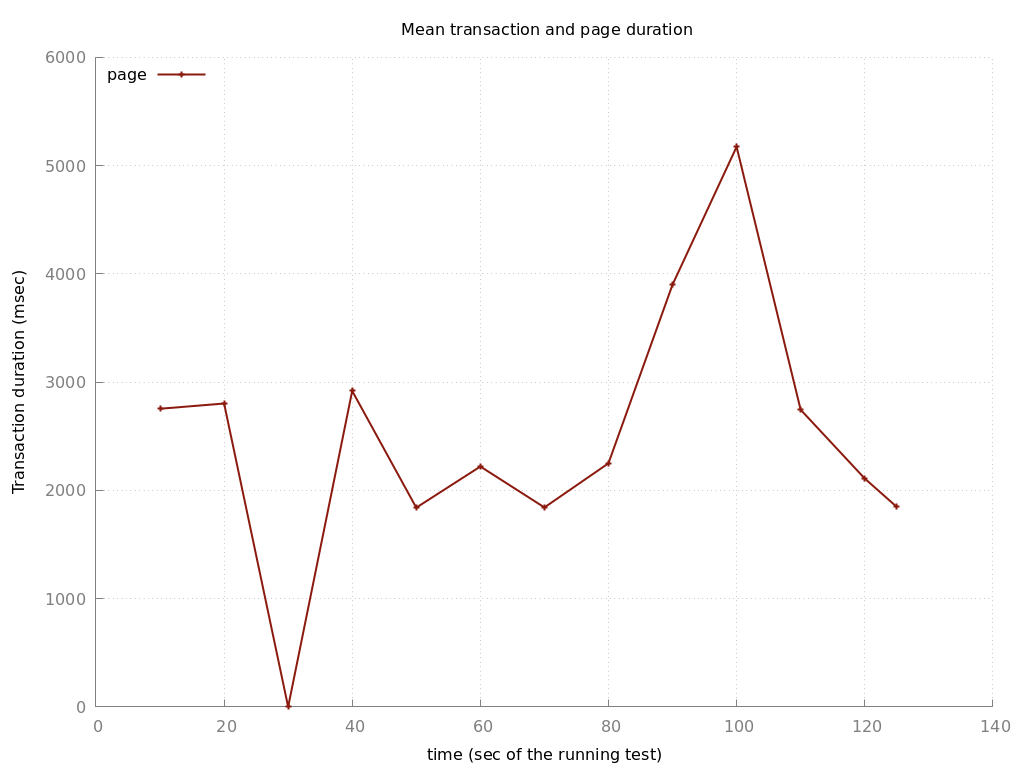 Mean transaction and page duration
6000
page
5000
4000
3000
2000
1000
0
Transaction duration (msec)
0 20 40 60 80 100 120 140
time (sec of the running test)